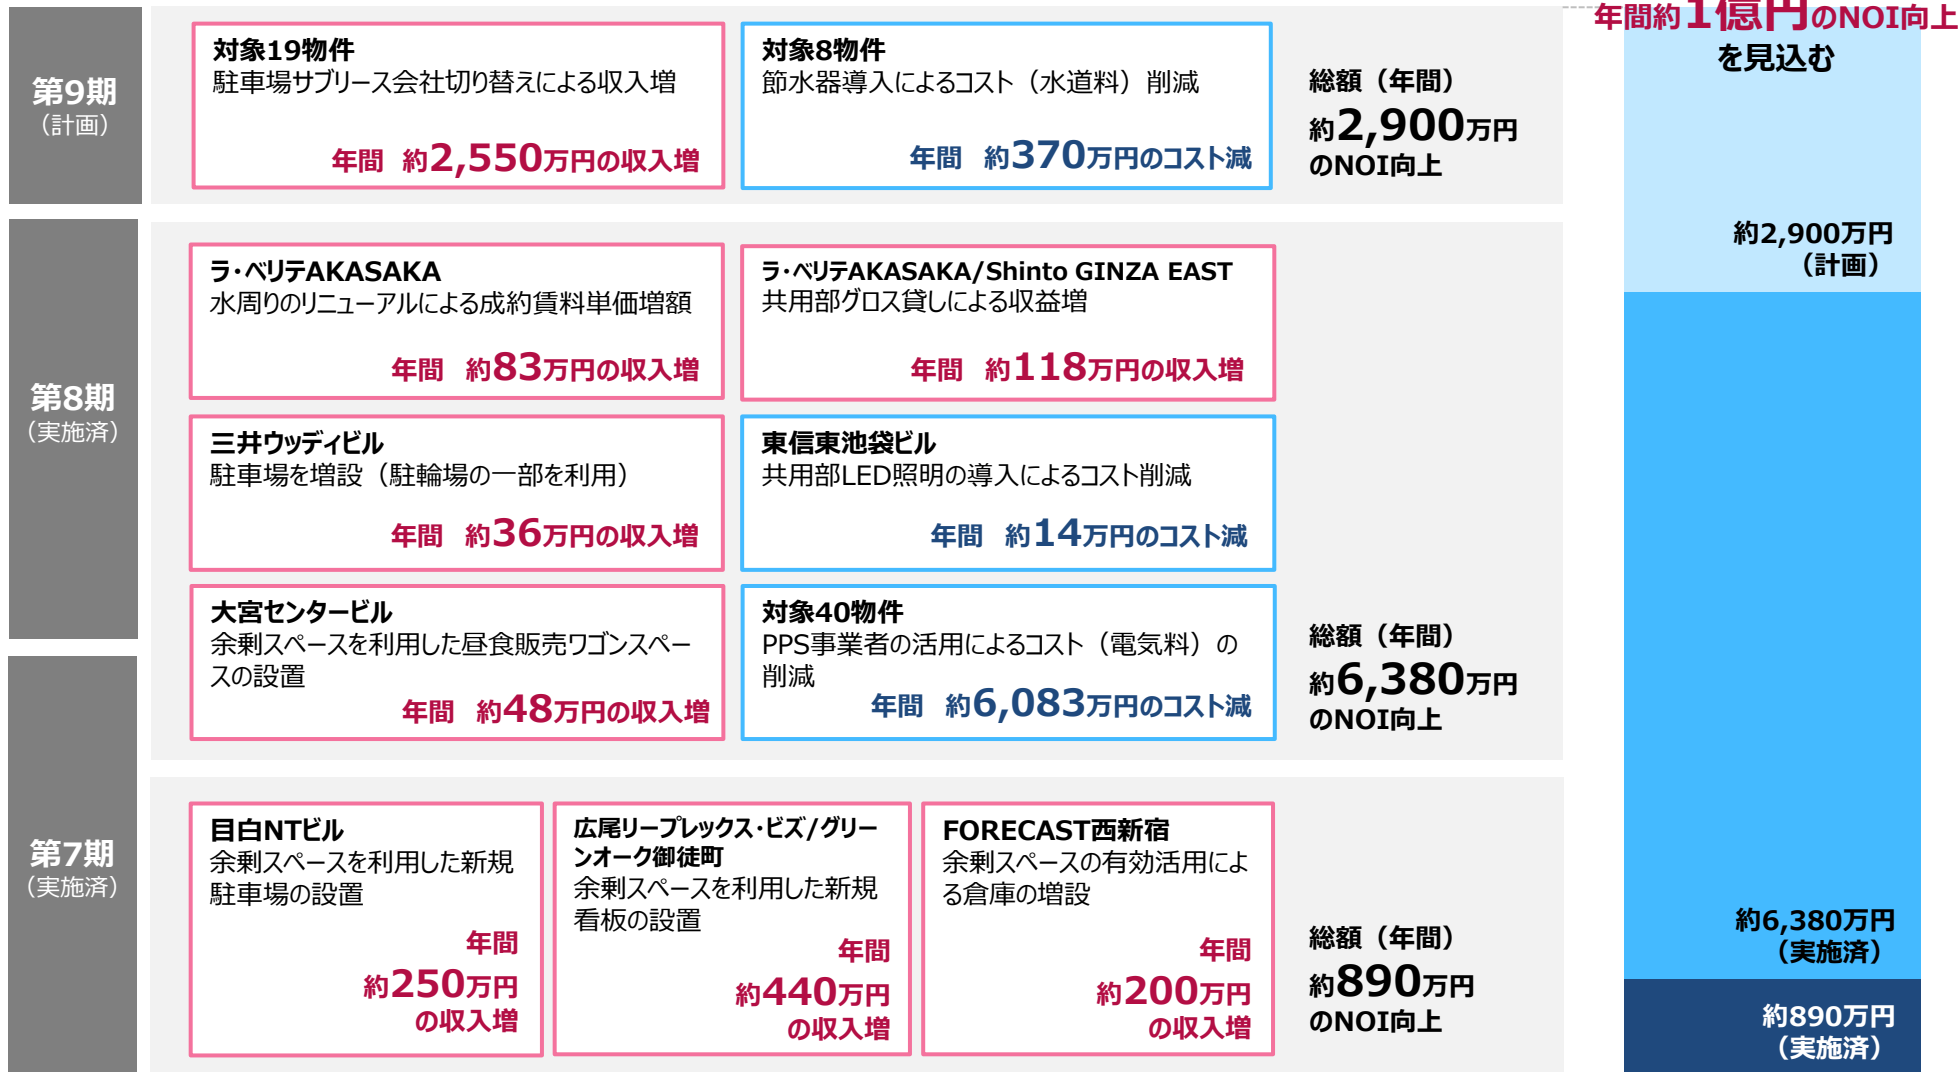 年間約1億円のNOI向上
を見込む
第9期
（計画）
対象19物件
駐車場サブリース会社切り替えによる収入増
年間 約2,550万円の収入増
対象8物件
節水器導入によるコスト（水道料）削減
年間 約370万円のコスト減
総額（年間）
約2,900万円
のNOI向上
約2,900万円
（計画）
第8期
（実施済）
ラ・ベリテAKASAKA
水周りのリニューアルによる成約賃料単価増額
年間 約83万円の収入増
ラ・ベリテAKASAKA/Shinto GINZA EAST
共用部グロス貸しによる収益増
年間 約118万円の収入増
三井ウッディビル
駐車場を増設（駐輪場の一部を利用）
年間 約36万円の収入増
東信東池袋ビル
共用部LED照明の導入によるコスト削減
年間 約14万円のコスト減
大宮センタービル
余剰スペースを利用した昼食販売ワゴンスペー
スの設置
年間 約48万円の収入増
対象40物件
PPS事業者の活用によるコスト（電気料）の
削減
年間 約6,083万円のコスト減
総額（年間）
約6,380万円
のNOI向上
約6,380万円
（実施済）
第7期
（実施済）
目白NTビル
余剰スペースを利用した新規
駐車場の設置
年間
約250万円
の収入増
広尾リープレックス・ビズ/グリー
ンオーク御徒町
余剰スペースを利用した新規
看板の設置
年間
約440万円
の収入増
FORECAST西新宿
余剰スペースの有効活用によ
る倉庫の増設
年間
約200万円
の収入増
総額（年間）
約890万円
のNOI向上
約890万円
（実施済）